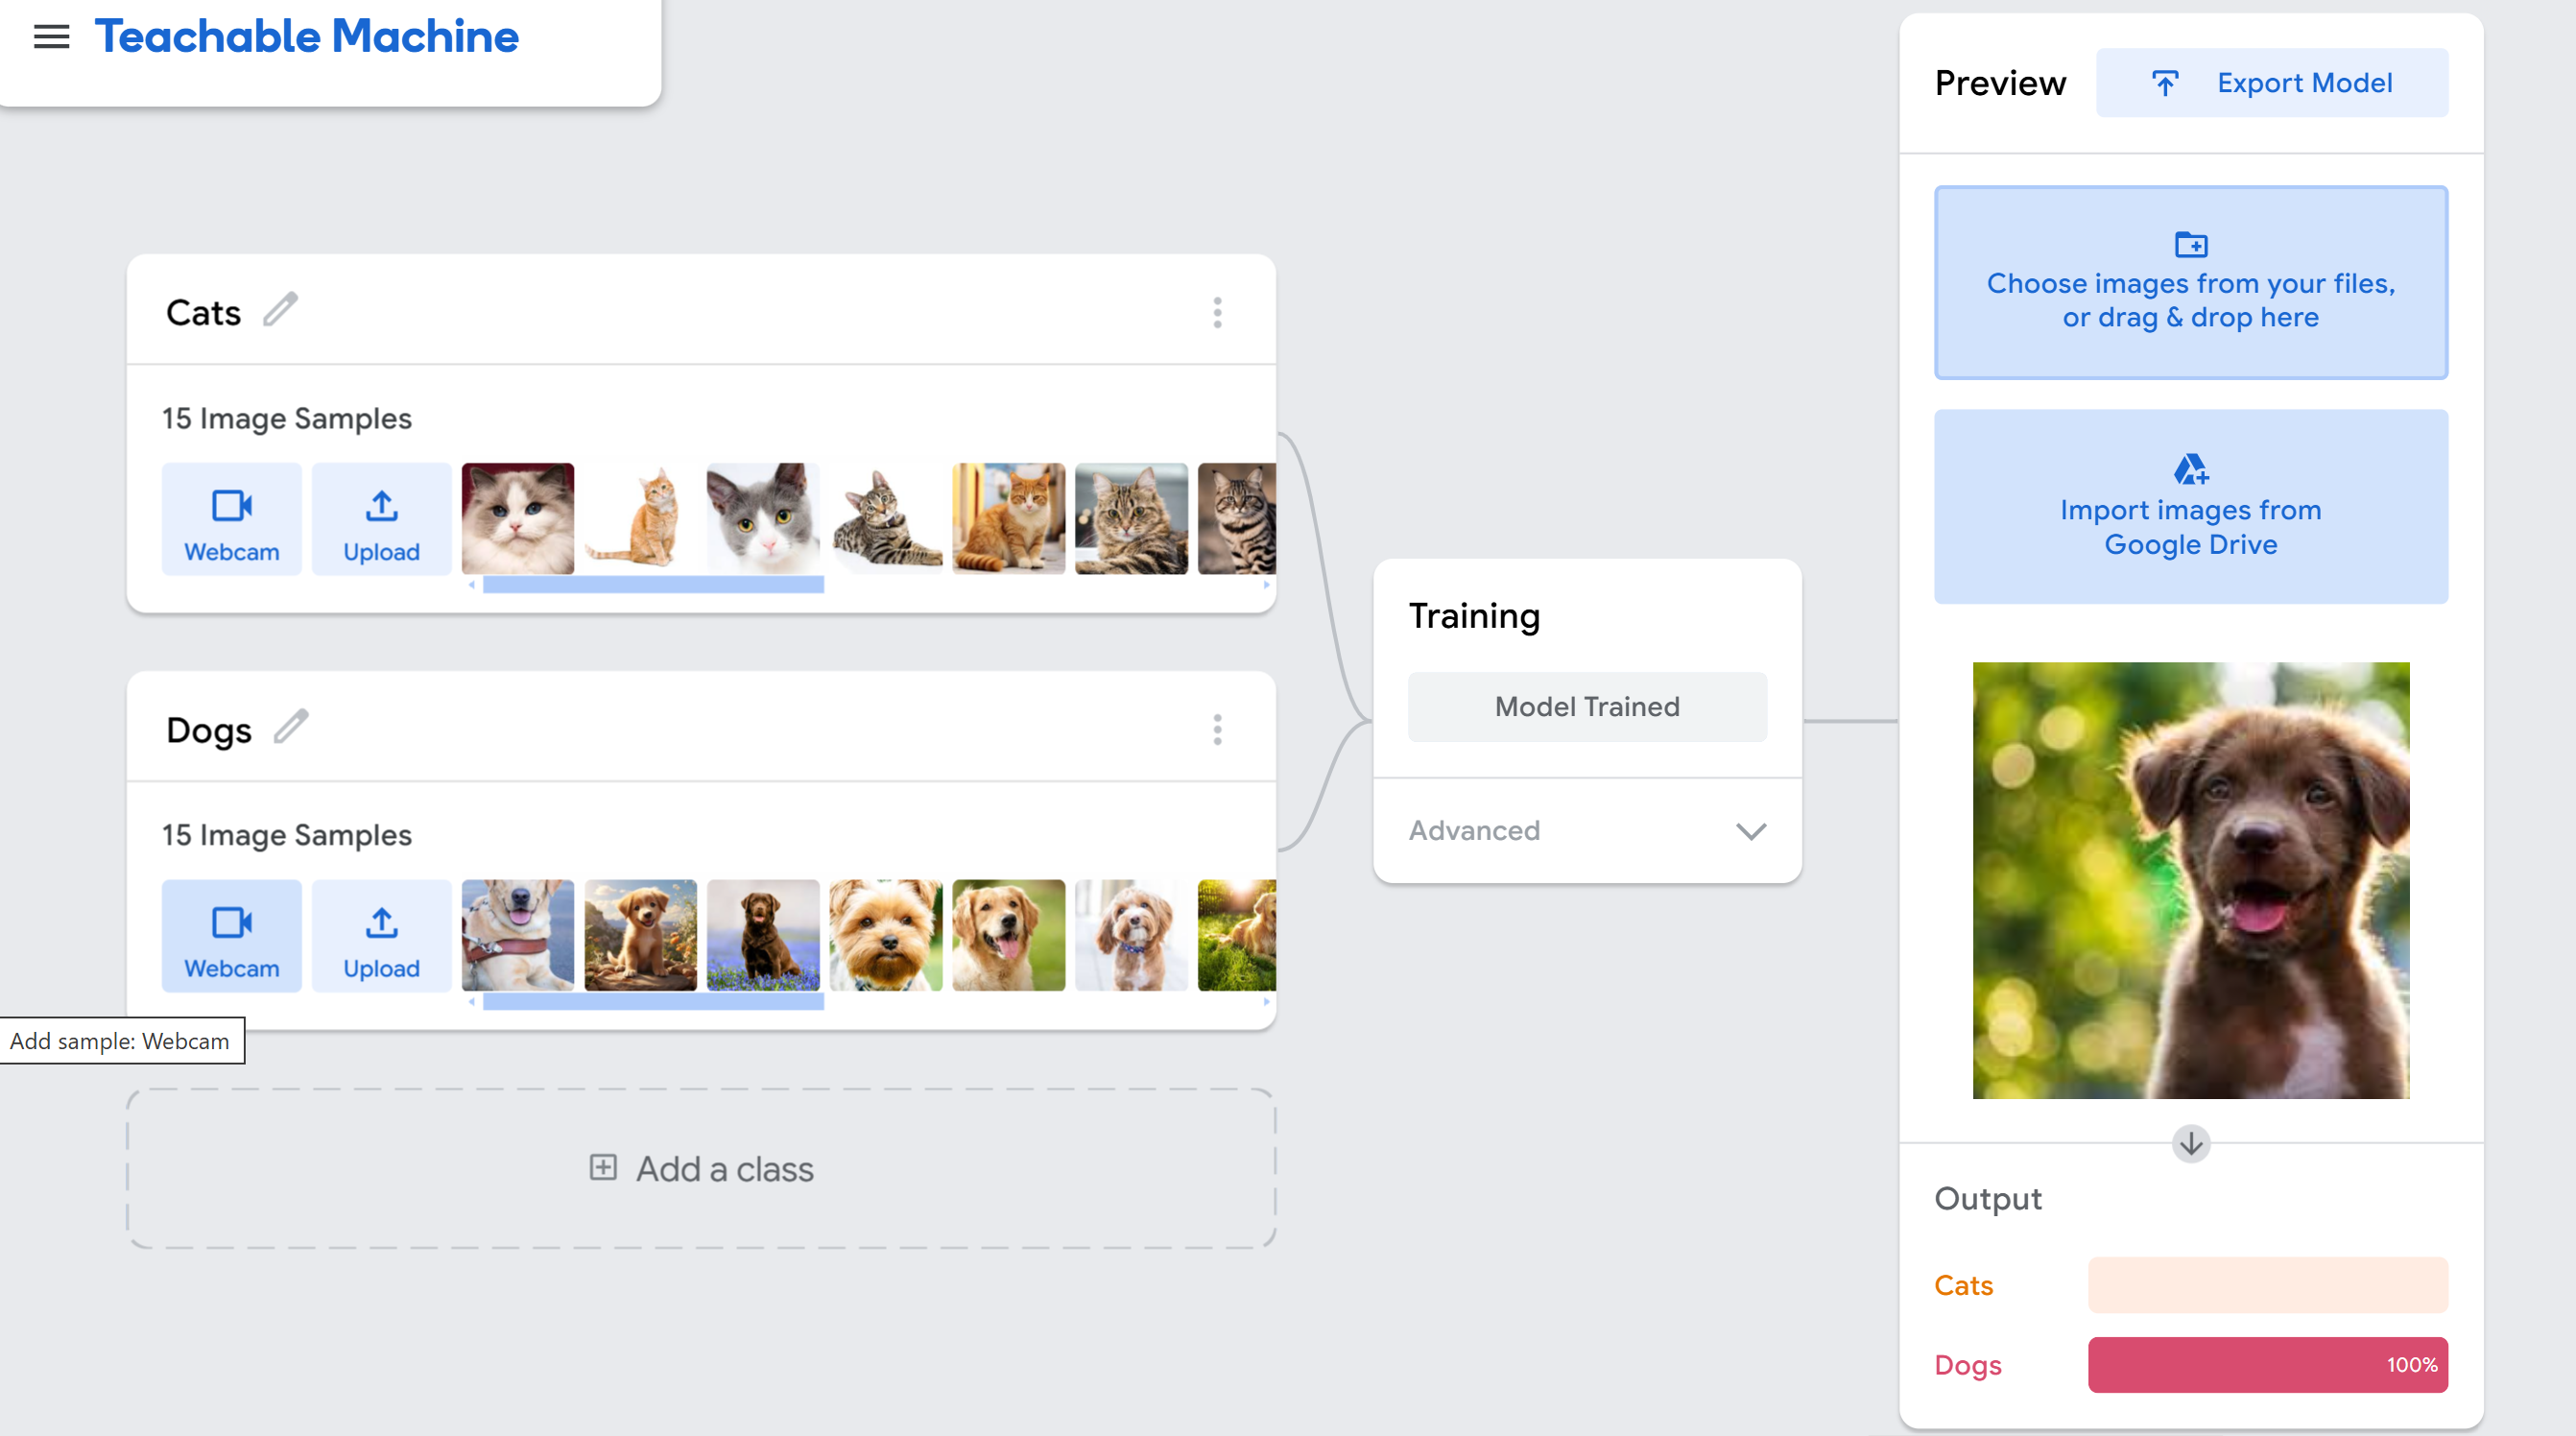 Teachable Machine
Cats
15 Image Samples
Webcam
Upload
Dogs
15 Image Samples
Webcam
Upload
Add sample: Webcam
Add a class
Training
Model Trained
Advanced
Preview
Export Model
Choose images from your files,
or drag & drop here
Import images from
Google Drive
Output
Cats
Dogs
100%